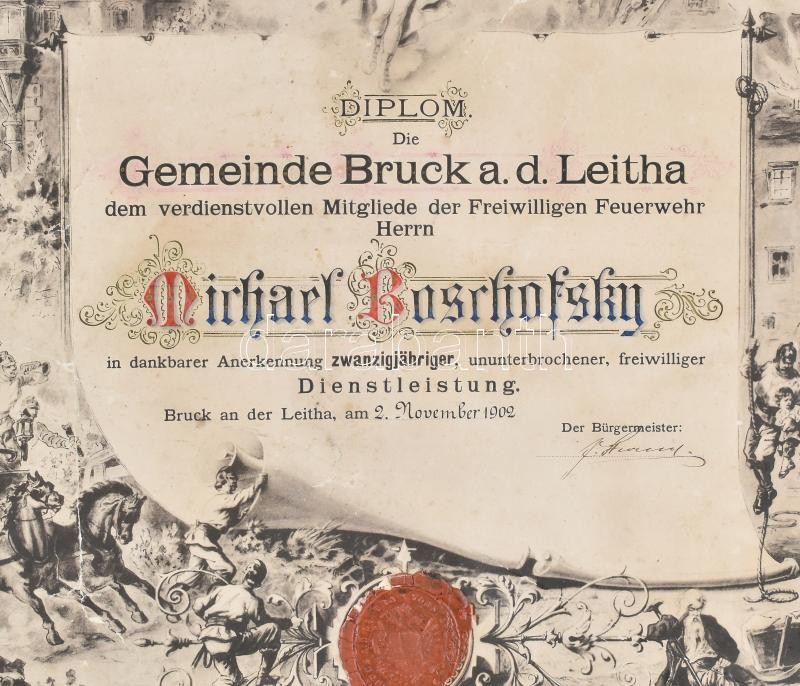 DIPLOM.
Die
Gemeinde Bruck a. d. Leitha
dem verdienstvollen Mitgliede der Freiwilligen Feuerwehr
Herrn
Michael Boschofsky
in dankbarer Anerkennung zwanzigjähriger, ununterbrochener, freiwilliger
Dienstleistung.
Bruck an der Leitha, am 2. November 1902
Der Bürgermeister:
darabanth